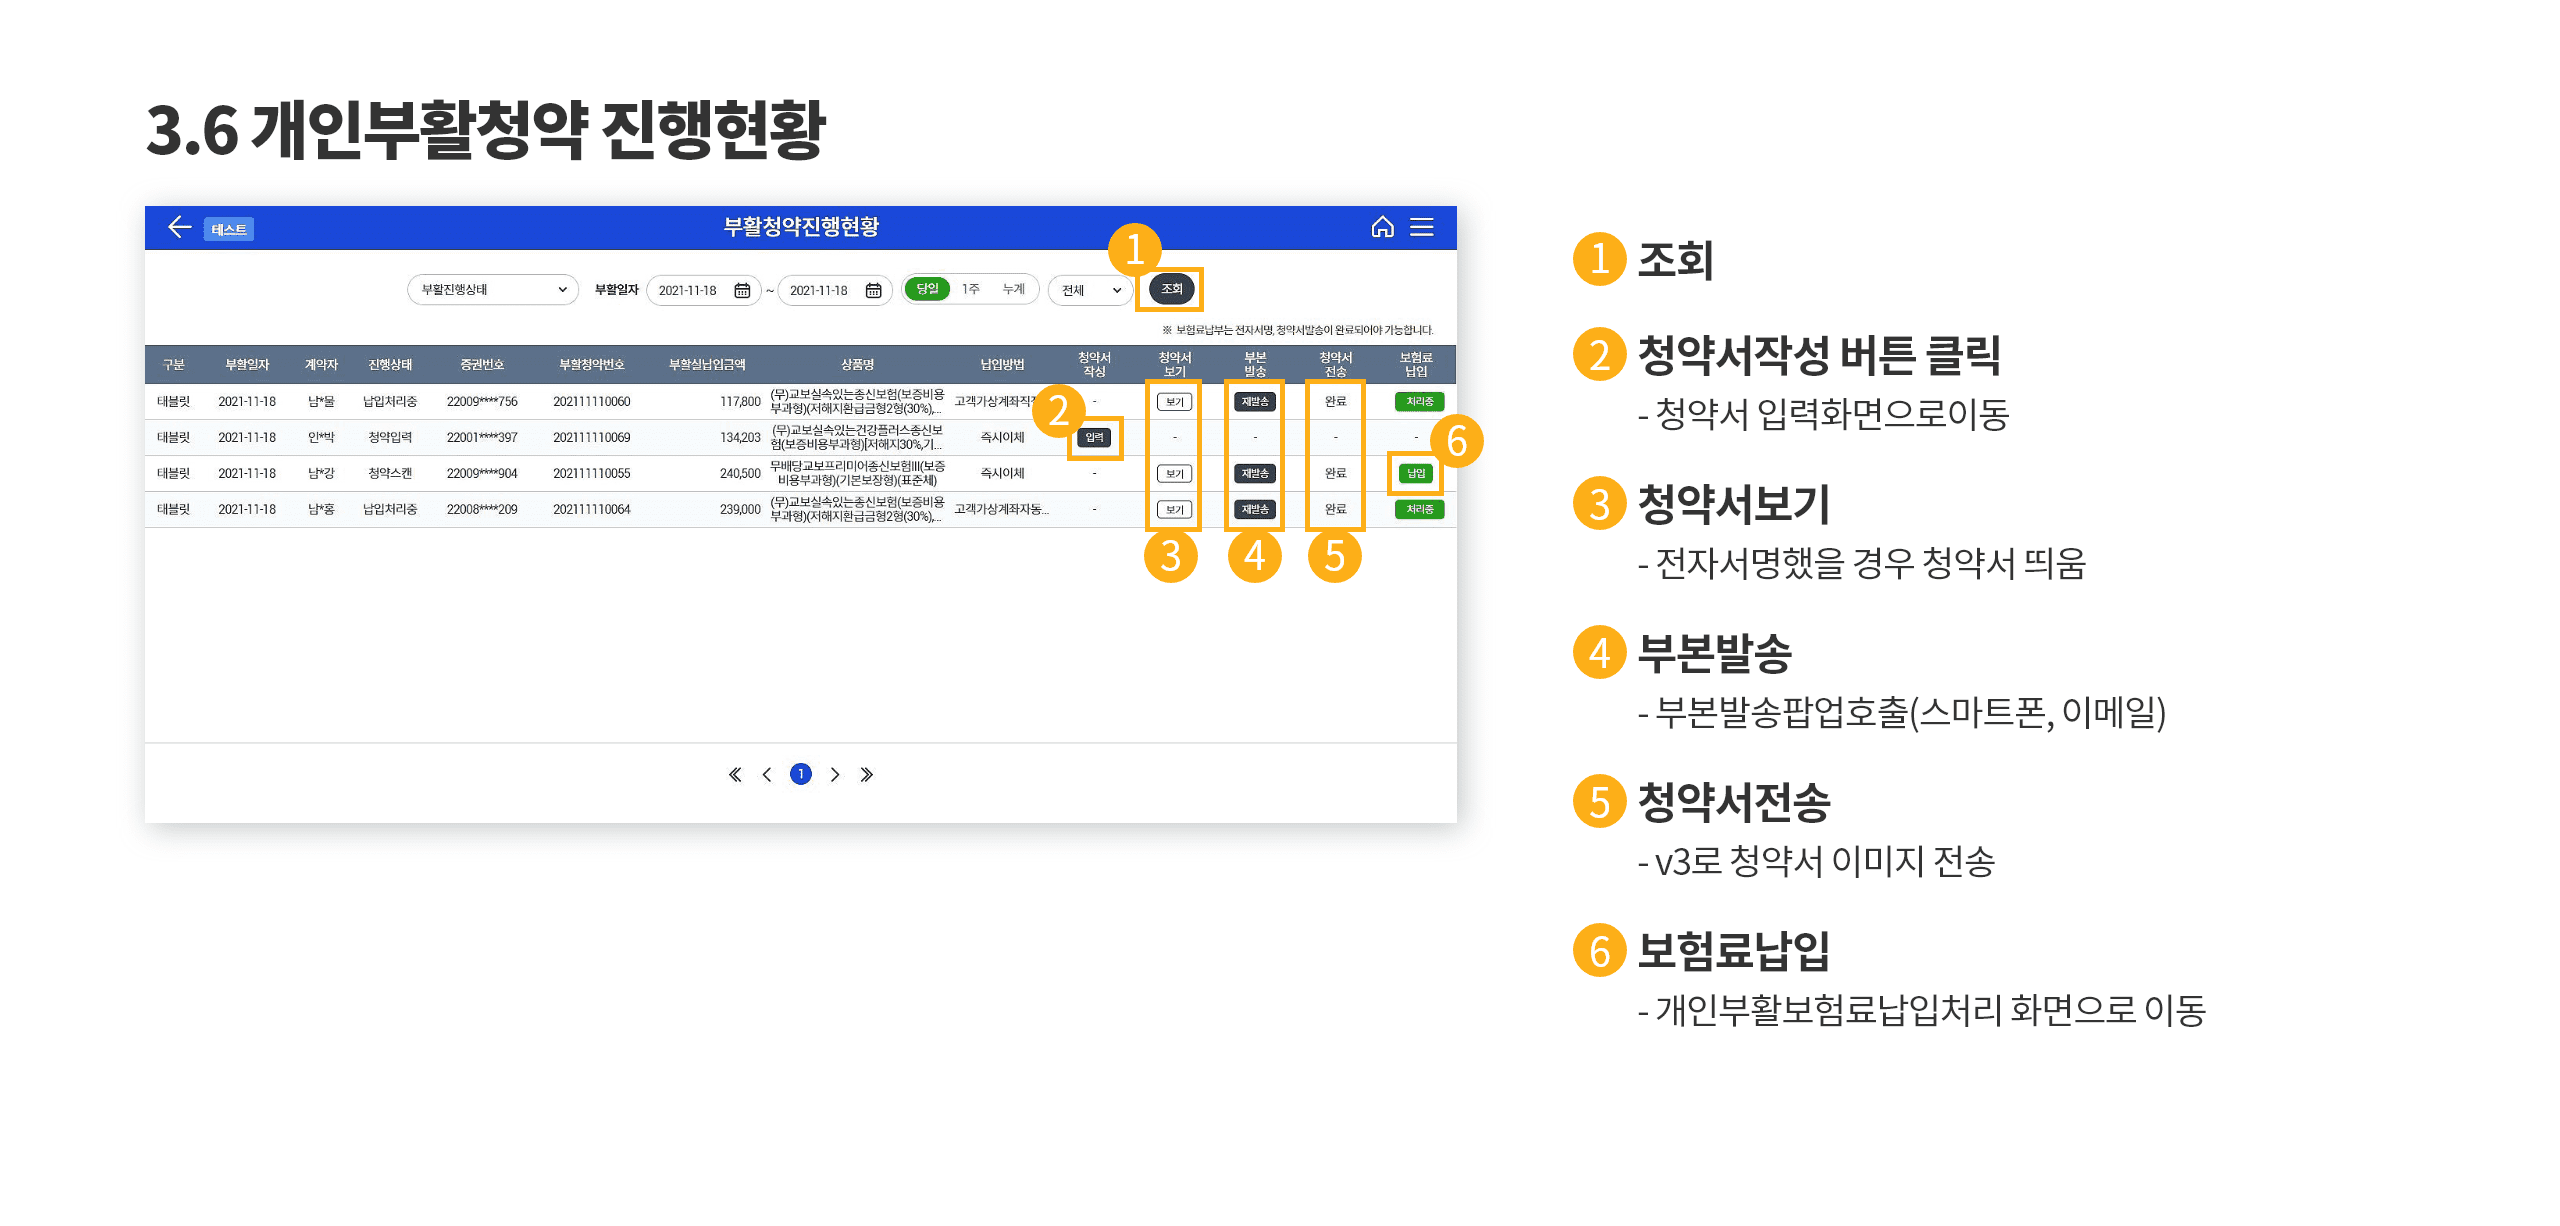 3.6 개인부활청약 진행현황
테스트
부활청약진행현황
1
부활진행상태
부활일자
2021-11-18
~
2021-11-18
당일
1주
누계
전체
조회
※ 보험료납부는 전자서명, 청약서발송이 완료되어야 가능합니다.
구분 부활일자 계약자 진행상태 증권번호 부활청약번호 부활실납입금액 상품명 납입방법 청약서 작성 청약서 보기 부본 발송 청약서 전송 보험료 납입
태블릿 2021-11-18 남*물 납입처리중 22009****756 202111110060 117,800 (무)교보실속있는종신보험(보증비용
부과형)(저해지환급금형2형(30%),... 고객가상계좌직접 - 보기 재발송 완료 처리중
2
태블릿 2021-11-18 인*박 청약입력 22001****397 202111110069 134,203 (무)교보실속있는건강플러스종신보
험(보증비용부과형)[저해지30%,기... 즉시이체 입력 - - - -
6
태블릿 2021-11-18 남*강 청약스캔 22009****904 202111110055 240,500 무배당교보프리미어종신보험III(보증
비용부과형)(기본보장형)(표준체) 즉시이체 - 보기 재발송 완료 납입
태블릿 2021-11-18 남*홍 납입처리중 22008****209 202111110064 239,000 (무)교보실속있는종신보험(보증비용
부과형)(저해지환급금형2형(30%),... 고객가상계좌자동... - 보기 재발송 완료 처리중
3 4 5
1
1 조회
2 청약서작성 버튼 클릭
- 청약서 입력화면으로이동
3 청약서보기
- 전자서명했을 경우 청약서 띄움
4 부본발송
- 부본발송팝업호출(스마트폰, 이메일)
5 청약서전송
- v3로 청약서 이미지 전송
6 보험료납입
- 개인부활보험료납입처리 화면으로 이동